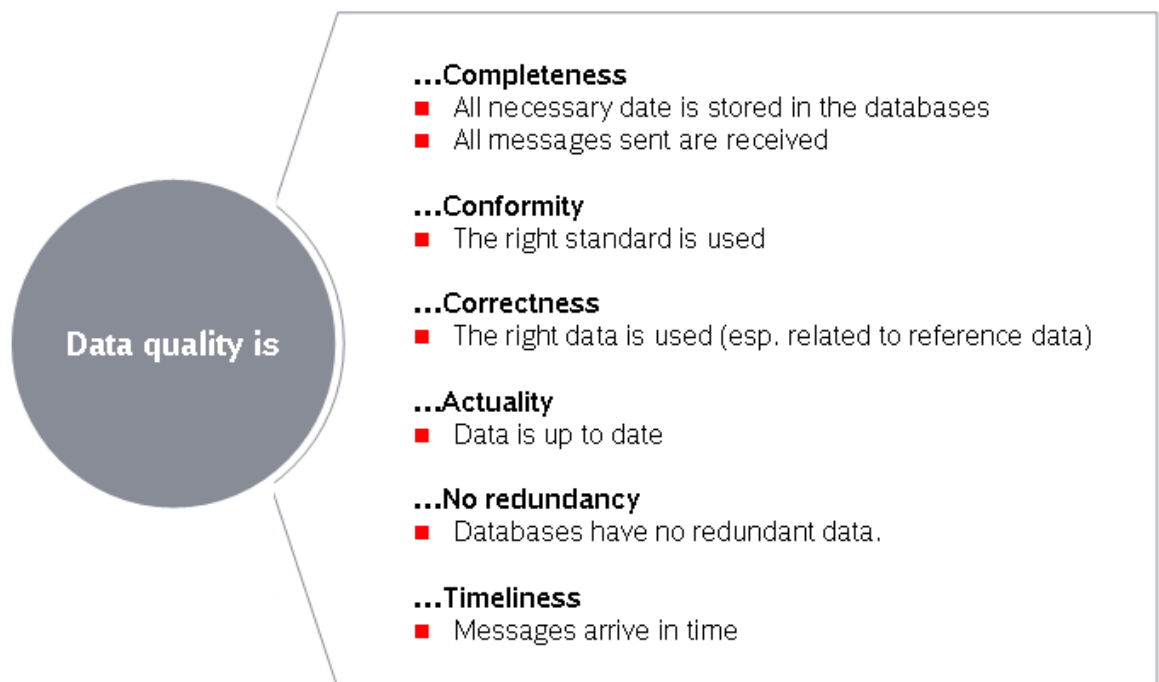 Data quality is
...Completeness
All necessary date is stored in the databases
All messages sent are received
...Conformity
The right standard is used
...Correctness
The right data is used (esp. related to reference data)
...Actuality
Data is up to date
...No redundancy
Databases have no redundant data.
...Timeliness
Messages arrive in time